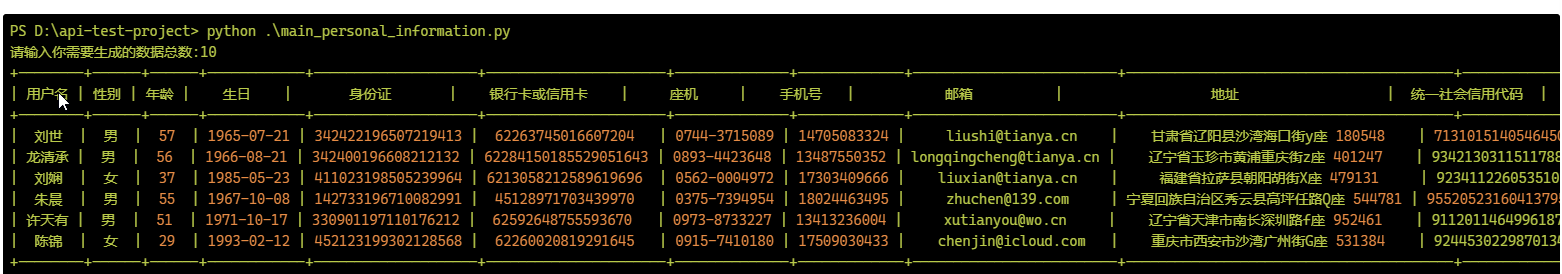 PS D:\api-test-project> python .\main_personal_information.py
请输入你需要生成的数据总数:10
| 用户名 | 性别 | 年龄 | 生日 | 身份证 | 银行卡或信用卡 | 座机 | 手机号 | 邮箱 | 地址 | 统一社会信用代码 |
| 刘世 | 男 | 57 | 1965-07-21 | 342422196507219413 | 62263745016607204 | 0744-3715089 | 14705083324 | liushi@tianya.cn | 甘肃省辽阳县沙湾海口街y座 180548 | 7131015140546450
| 龙清承 | 男 | 56 | 1966-08-21 | 342400196608212132 | 62284150185529051643 | 0893-4423648 | 13487550352 | longqingcheng@tianya.cn | 辽宁省玉珍市黄浦重庆街z座 401247 | 9342130311511788
| 刘娴 | 女 | 37 | 1985-05-23 | 411023198505239964 | 6213058212589619696 | 0562-0004972 | 17303409666 | liuxian@tianya.cn | 福建省拉萨县朝阳胡街X座 479131 | 923411226053510
| 朱晨 | 男 | 55 | 1967-10-08 | 142733196710082991 | 451289717034399​70 | 0375-7394954 | 18024463495 | zhuchen@139.com | 宁夏回族自治区秀云县高坪任路Q座 544781 | 9552052316041379
| 许天有 | 男 | 51 | 1971-10-17 | 330901197110176212 | 62592648755593670 | 0973-8733227 | 13413236004 | xutianyou@wo.cn | 辽宁省天津市南长深圳路f座 952461 | 9112011464996187
| 陈锦 | 女 | 29 | 1993-02-12 | 452123199302128568 | 62260020819291645 | 0915-7410180 | 17509030433 | chenjin@icloud.com | 重庆市西安市沙湾广州街G座 531384 | 9244530229870134